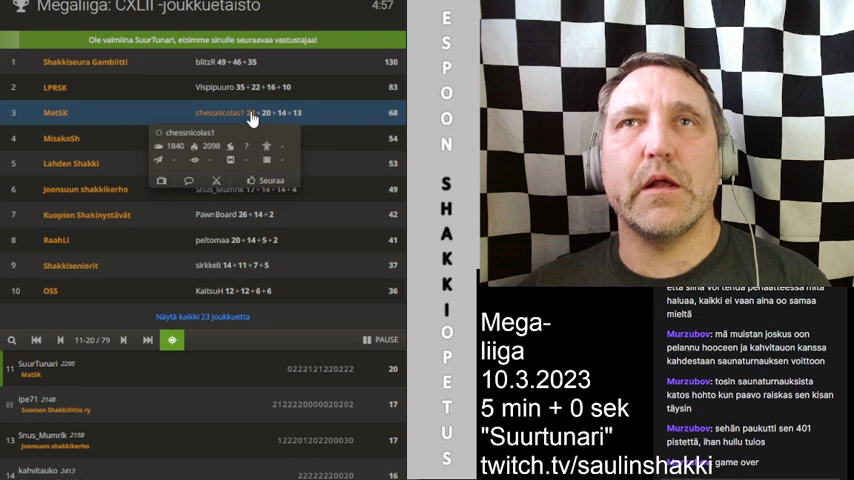 Megaliiga: CXLII -joukkuetaisto 4:57
Ole valmiina SuurTunari, etsimme sinulle seuraavaa vastustajaa!
1 Shakkiseura Gambiitti blitzR 49+46+35 130
2 LPRSK Vispipuuro 35+22+16+10 83
3 MatSK chessnicolas1 +20+14+13 68
4 MisakoSh 54
5 Lahden Shakki 53
6 Joensuun shakkikerho Snus_Mumrik 17+14+14+4 49
7 Kuopion Shakinystävät PawnBoard 26+14+2 42
8 RaahLi peltomaa 20+14+5+2 41
9 Shakkiseniorit sirkkeli 14+11+7+5 37
10 OSS KaitsuH 12+12+6+6 36
chessnicolas1
1840 2098 ? -
- - - -
Seuraa
Näytä kaikki 23 joukkuetta
11-20 / 79 PAUSE
11 SuurTunari 2295 0222121220222 20
MatSK
ipe71 2148 2122220000020202 17
Suomen Shakkiliitto ry
13 Snus_Mumrik 2158 122201202200030 17
Joensuun shakkikerho
14 kahvitauko 2413 22222220020 16
ESPOON SHAKKIOPETUS
Mega-
liiga
10.3.2023
5 min + 0 sek
"Suurtunari"
twitch.tv/saulinshakki
että siinä voi tehdä periaatteessa mitä
haluaa, kaikki ei vaan aina oo samaa
mieltä
Murzubov: mä muistan joskus oon
pelannu hooceen ja kahvitauon kanssa
kahdestaan saunaturnauksen voittoon
Murzubov: tosin saunaturnauksista
katos hohto kun paavo raiskas sen kisan
täysin
Murzubov: sehän paukutti sen 401
pistettä, ihan hullu tulos
Murzubov: game over